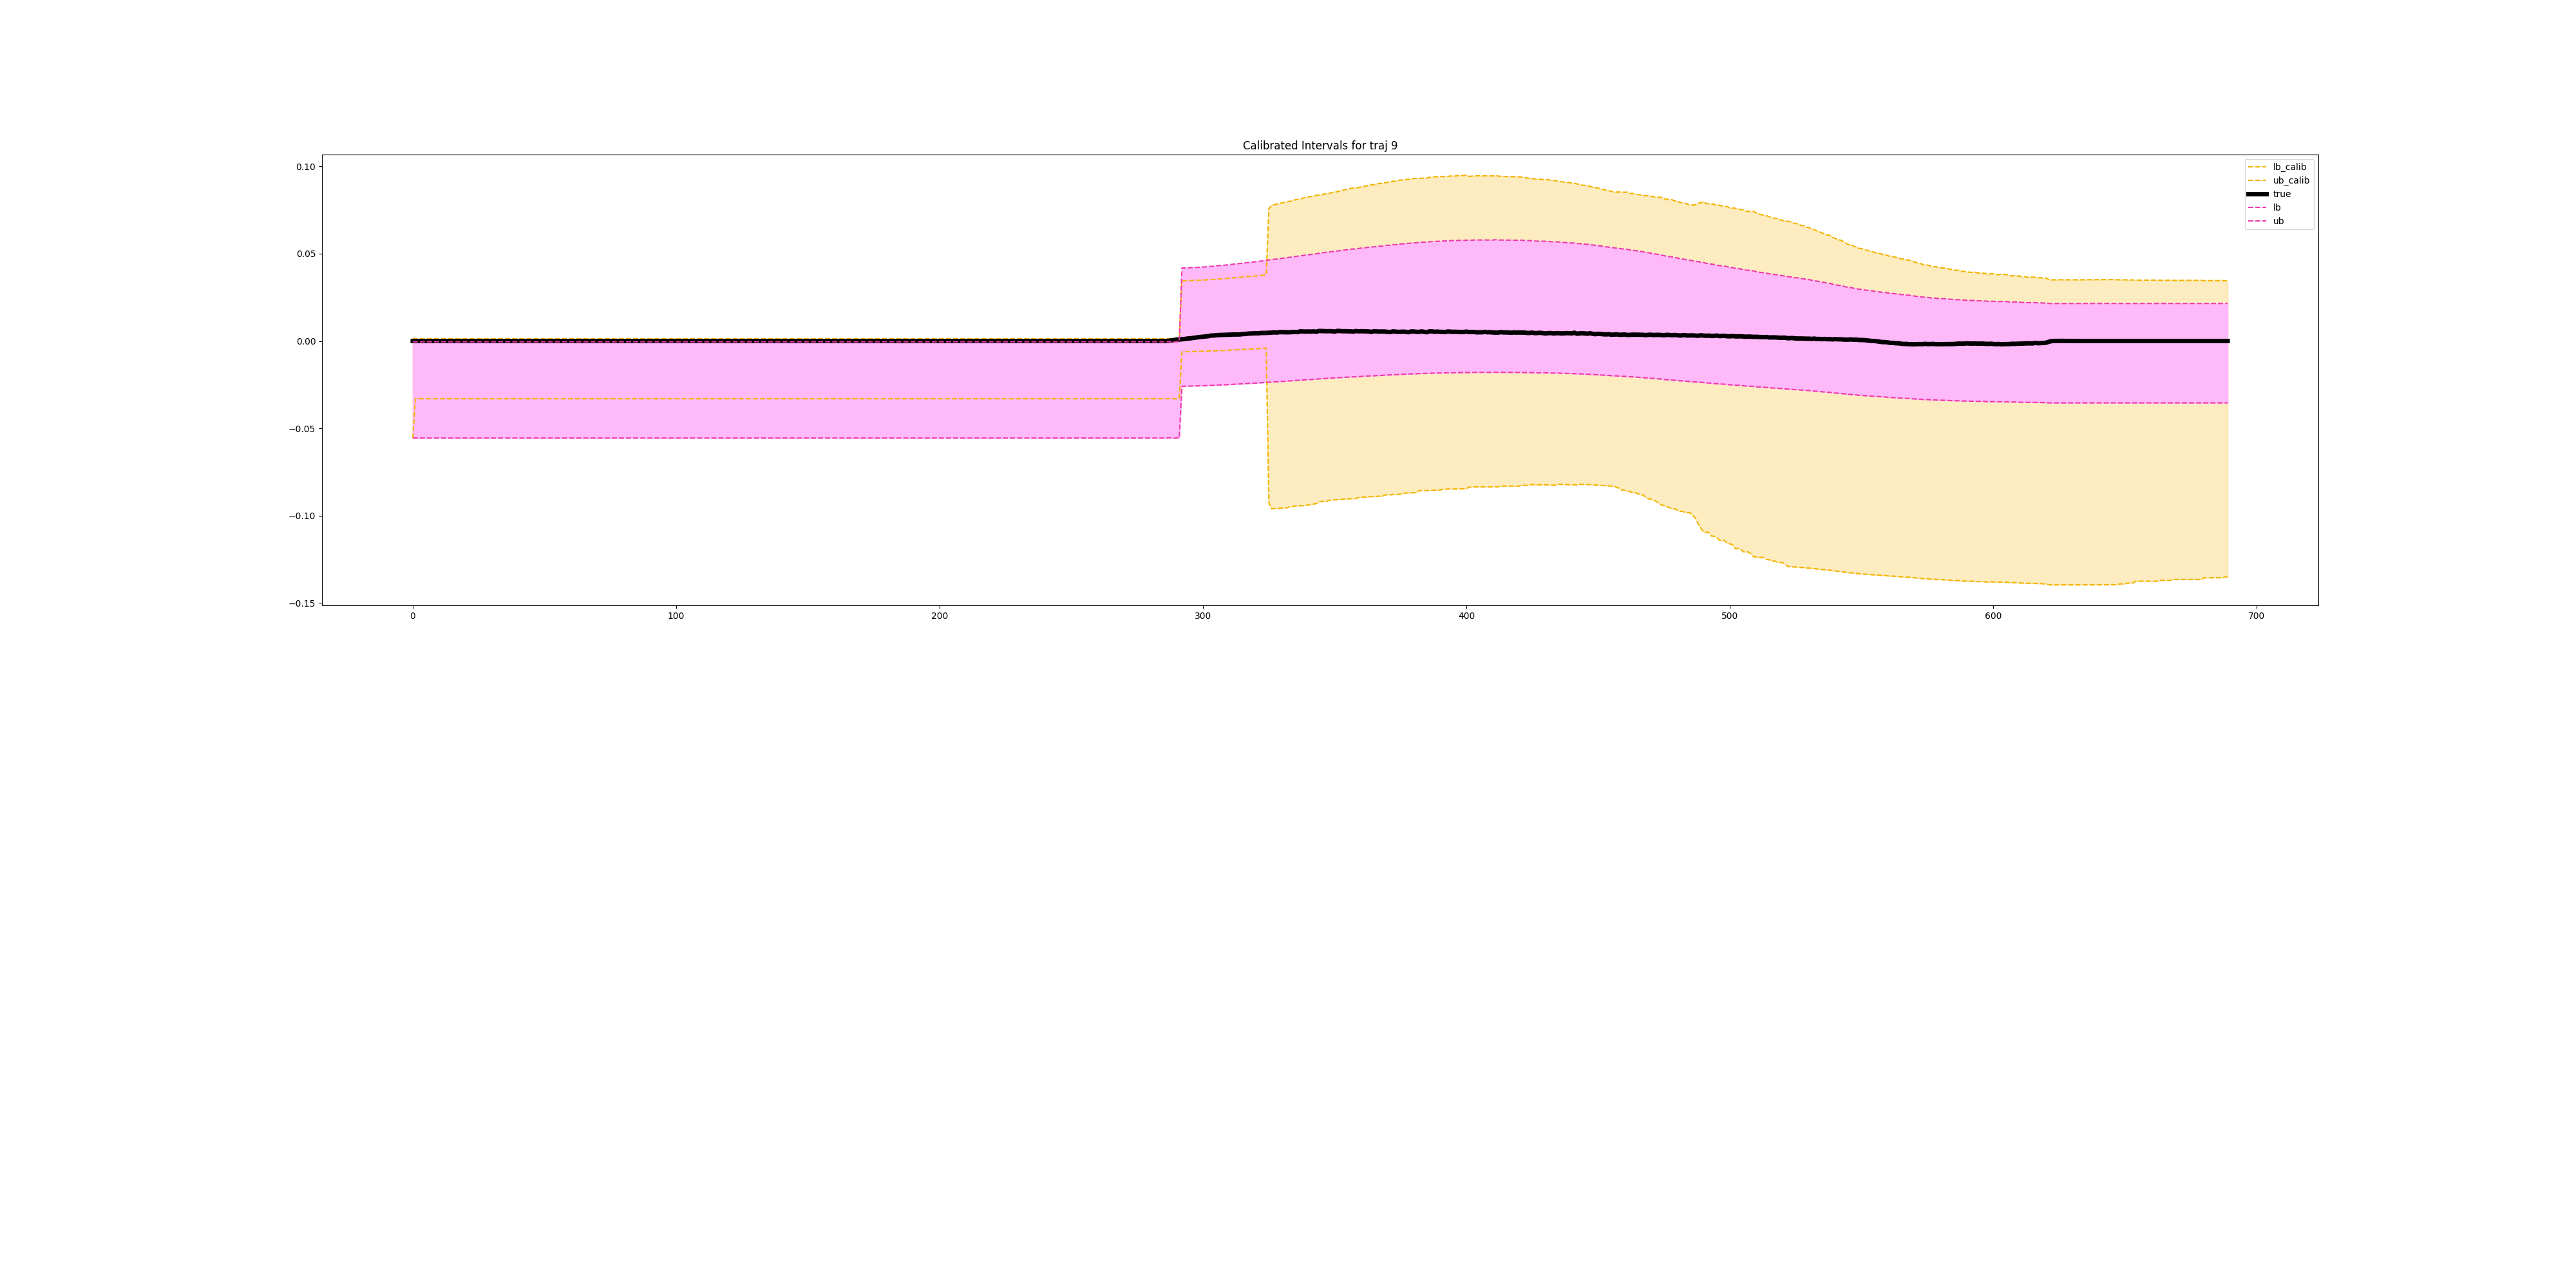 Calibrated Intervals for traj 9
0.10
0.05
0.00
−0.05
−0.10
−0.15
0 100 200 300 400 500 600 700
lb_calib
ub_calib
true
lb
ub